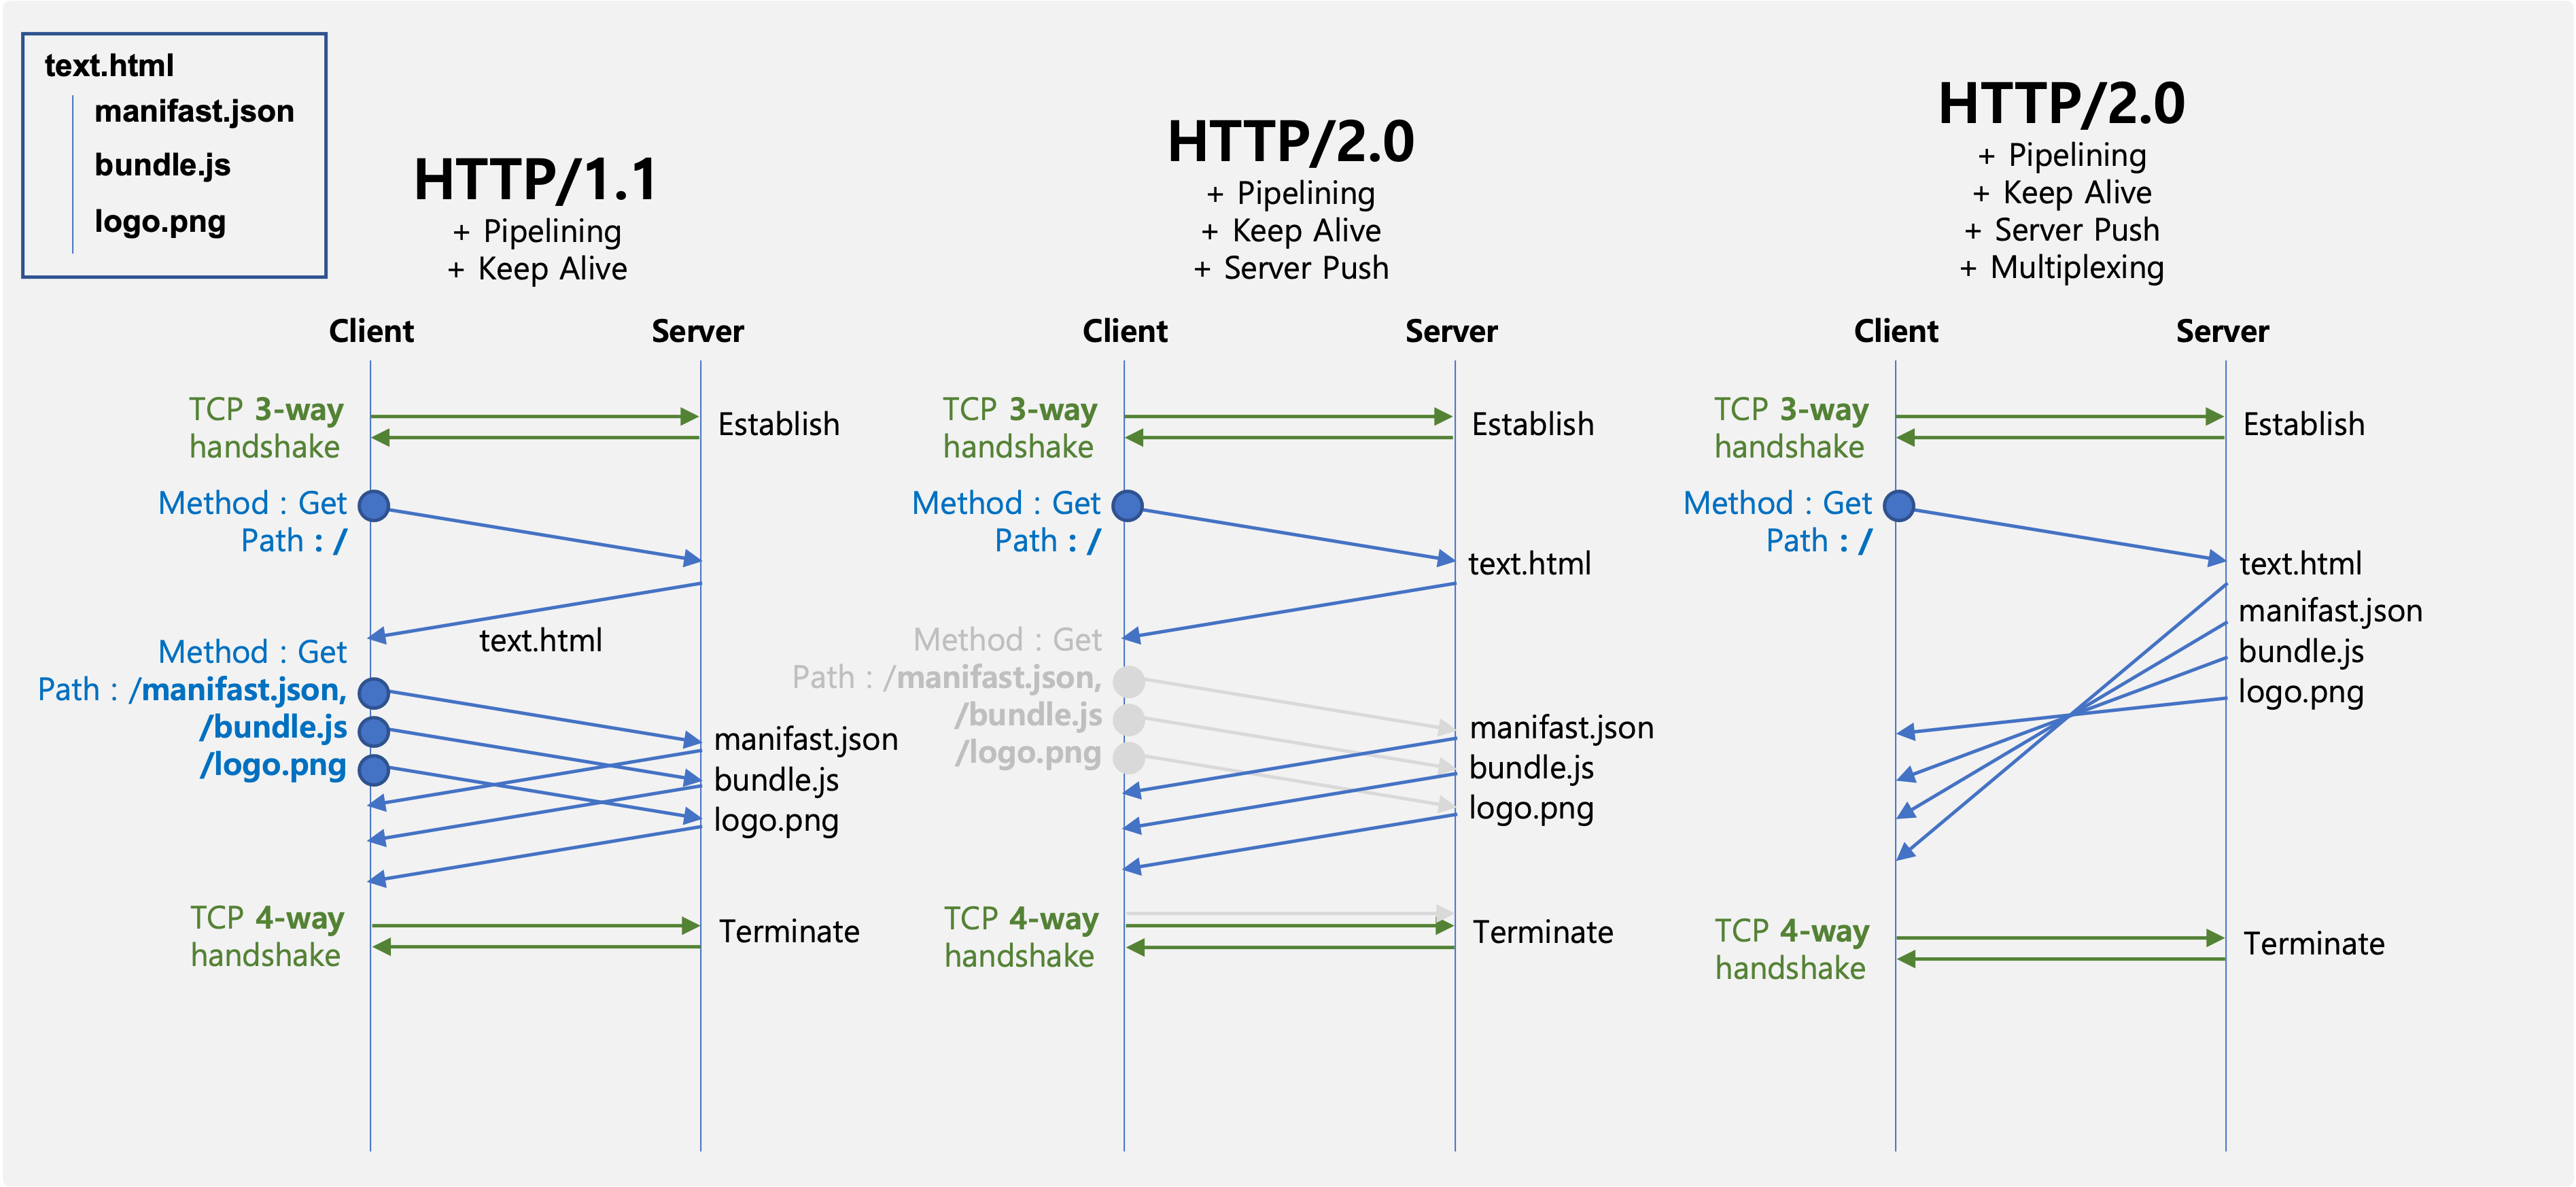 text.html
manifast.json
bundle.js
logo.png
HTTP/1.1
+ Pipelining
+ Keep Alive
Client
Server
TCP 3-way
handshake
Establish
Method : Get
Path : /
text.html
Method : Get
Path : /manifast.json,
/bundle.js
/logo.png
manifast.json
bundle.js
logo.png
TCP 4-way
handshake
Terminate
HTTP/2.0
+ Pipelining
+ Keep Alive
+ Server Push
Client
Server
TCP 3-way
handshake
Establish
Method : Get
Path : /
text.html
Method : Get
Path : /manifast.json,
/bundle.js
/logo.png
manifast.json
bundle.js
logo.png
TCP 4-way
handshake
Terminate
HTTP/2.0
+ Pipelining
+ Keep Alive
+ Server Push
+ Multiplexing
Client
Server
TCP 3-way
handshake
Establish
Method : Get
Path : /
text.html
manifast.json
bundle.js
logo.png
TCP 4-way
handshake
Terminate